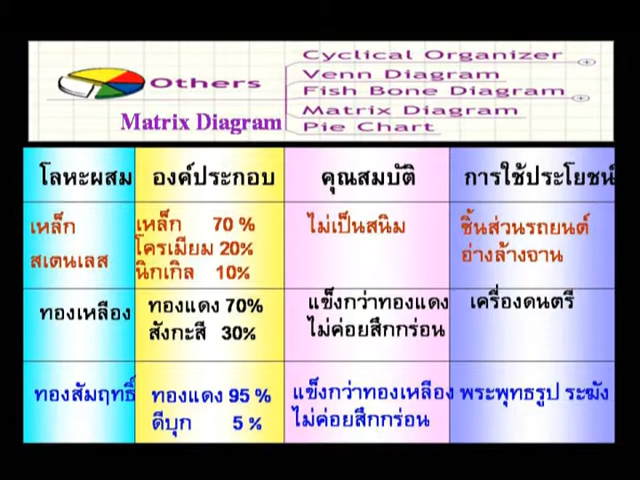 Others
Cyclical Organizer
Venn Diagram
Fish Bone Diagram
Matrix Diagram
Pie Chart
Matrix Diagram
โลหะผสม
องค์ประกอบ
คุณสมบัติ
การใช้ประโยชน์
เหล็ก
สเตนเลส
เหล็ก 70 %
โครเมียม 20%
นิกเกิล 10%
ไม่เป็นสนิม
ชิ้นส่วนรถยนต์
อ่างล้างจาน
ทองเหลือง
ทองแดง 70%
สังกะสี 30%
แข็งกว่าทองแดง
ไม่ค่อยสึกกร่อน
เครื่องดนตรี
ทองสัมฤทธิ์
ทองแดง 95 %
ดีบุก 5 %
แข็งกว่าทองเหลือง
ไม่ค่อยสึกกร่อน
พระพุทธรูป ระฆัง